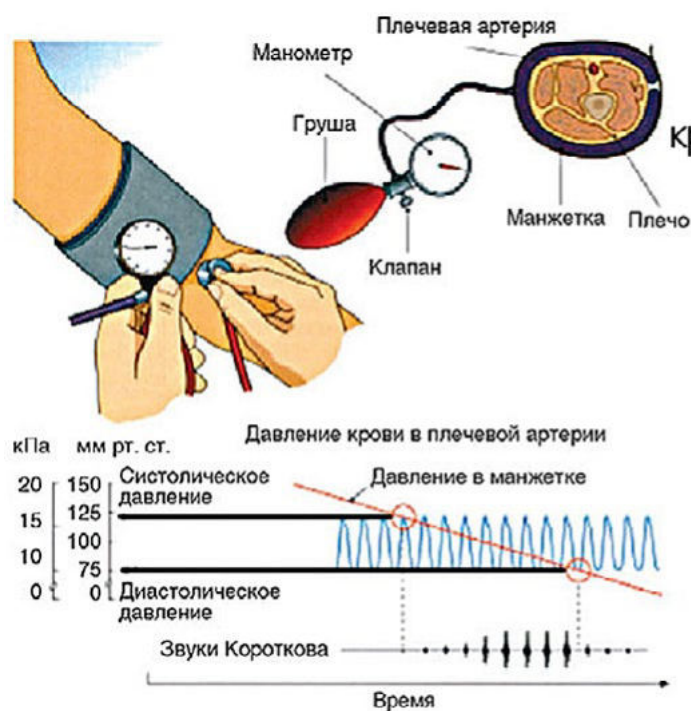 Плечевая артерия
Манометр
Груша
Манжетка
Плечо
Клапан
Давление крови в плечевой артерии
кПа
мм рт. ст.
20
15
10
0
150
125
100
75
0
Систолическое
давление
Давление в манжетке
Диастолическое
давление
Звуки Короткова
Время